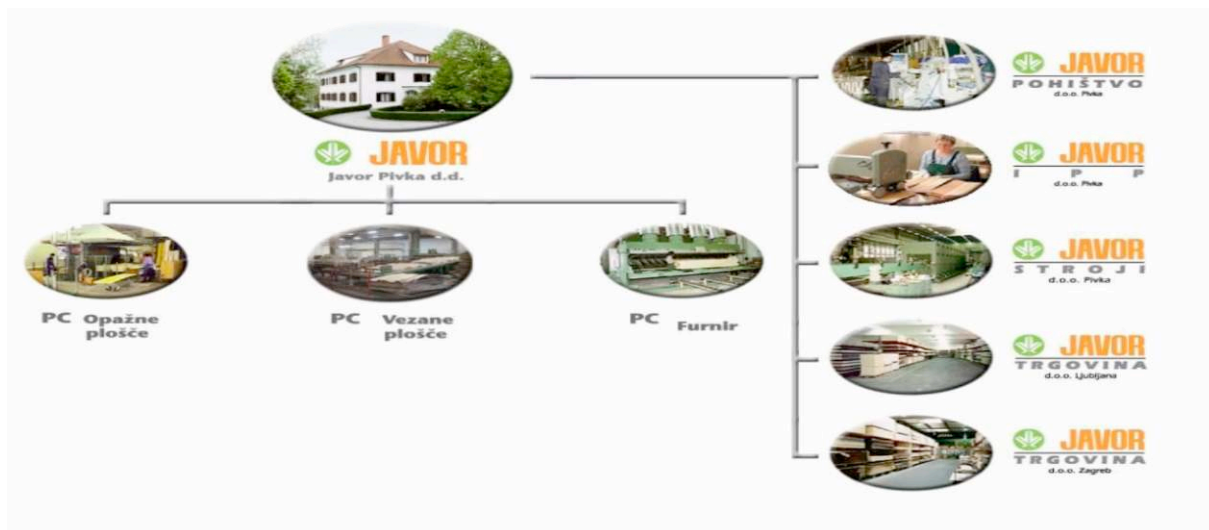 JAVOR
Javor Pivka d.d.
PC Opažne
plošče
PC Vezane
plošče
PC Furnir
JAVOR
POHIŠTVO
d.o.o. Pivka
JAVOR
I P P
d.o.o. Pivka
JAVOR
STROJI
d.o.o. Pivka
JAVOR
TRGOVINA
d.o.o. Ljubljana
JAVOR
TRGOVINA
d.o.o. Zagreb